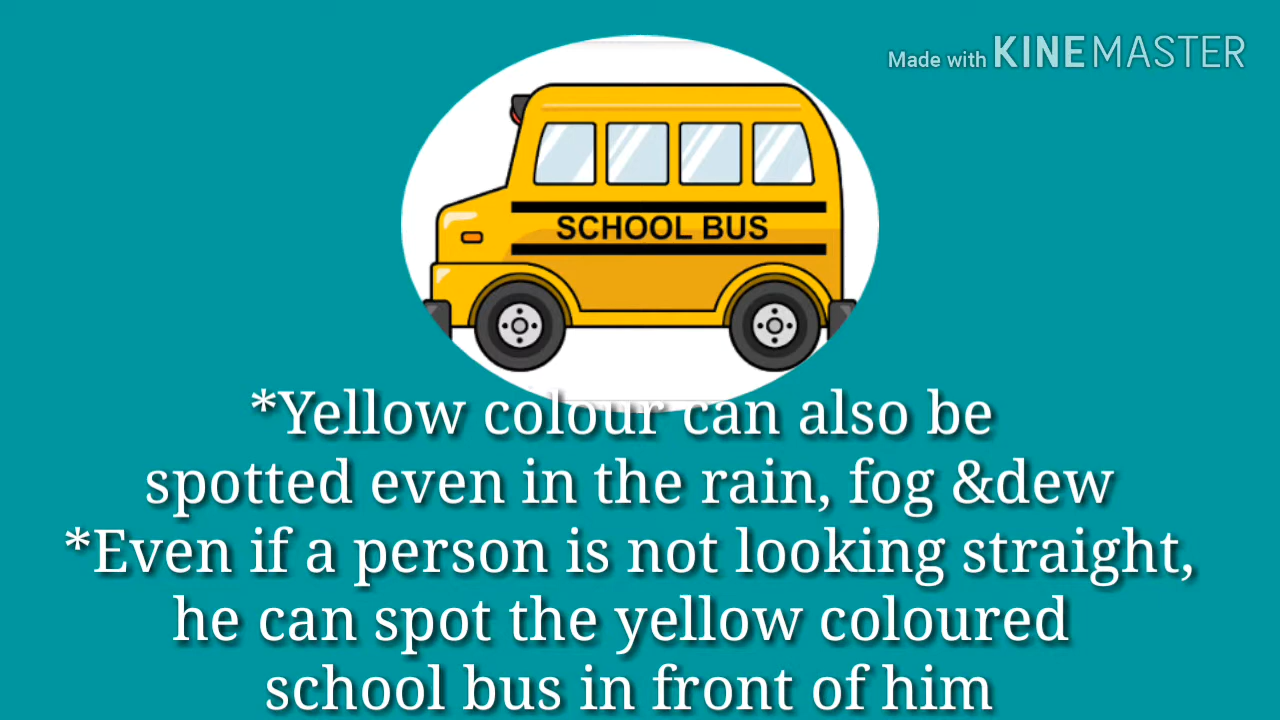 Made with KINEMASTER
SCHOOL BUS
*Yellow colour can also be
spotted even in the rain, fog &dew
*Even if a person is not looking straight,
he can spot the yellow coloured
school bus in front of him